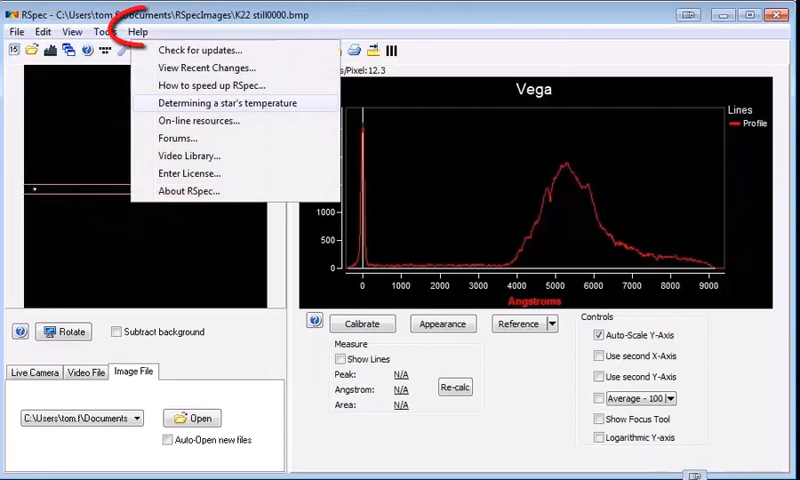 RSpec - C:\Users\tom.f\Documents\RSpecImages\K22 still0000.bmp
File Edit View Tools Help
Check for updates...
View Recent Changes...
How to speed up RSpec...
Determining a star's temperature
On-line resources...
Forums...
Video Library...
Enter License...
About RSpec...
/Pixel: 12.3
Vega
Lines
Profile
1000
500
0
0 1000 2000 3000 4000 5000 6000 7000 8000 9000
Angstroms
Rotate
Subtract background
Live Camera Video File Image File
C:\Users\tom.f\Documents
Open
Auto-Open new files
Calibrate Appearance Reference
Measure
Show Lines
Peak: N/A
Angstrom: N/A
Area: N/A
Re-calc
Controls
Auto-Scale Y-Axis
Use second X-Axis
Use second Y-Axis
Average - 100
Show Focus Tool
Logarithmic Y-axis